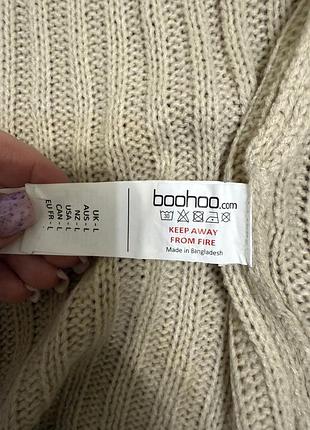 boohoo.com
KEEP AWAY
FROM FIRE
Made in Bangladesh
UK - L
AUS - L
NZ - L
USA - L
CAN - L
EU FR - L